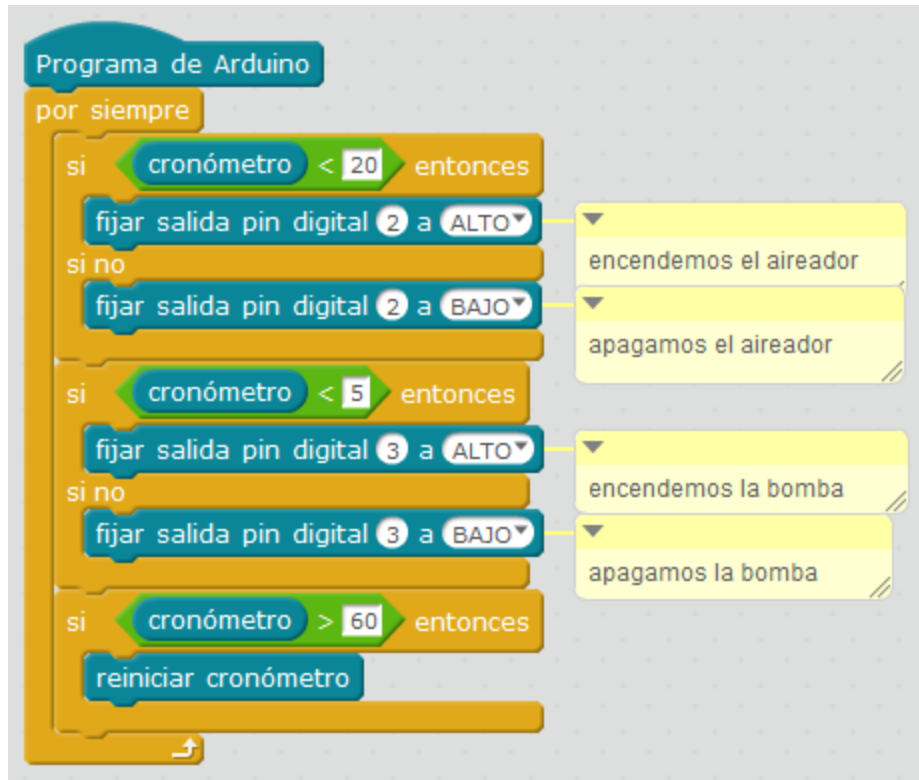 Programa de Arduino
por siempre
si cronómetro < 20 entonces
fijar salida pin digital 2 a ALTO
encendemos el aireador
si no
fijar salida pin digital 2 a BAJO
apagamos el aireador
si cronómetro < 5 entonces
fijar salida pin digital 3 a ALTO
encendemos la bomba
si no
fijar salida pin digital 3 a BAJO
apagamos la bomba
si cronómetro > 60 entonces
reiniciar cronómetro